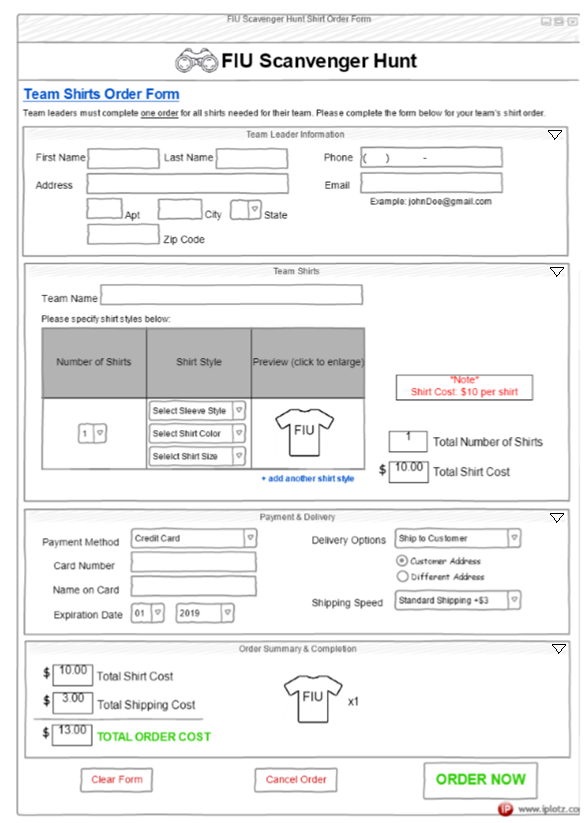 FIU Scavenger Hunt Shirt Order Form
FIU Scanvenger Hunt
Team Shirts Order Form
Team leaders must complete one order for all shirts needed for their team. Please complete the form below for your team's shirt order.
Team Leader Information
First Name Last Name Phone ( ) -
Address Email
Example: johnDoe@gmail.com
Apt City State
Zip Code
Team Shirts
Team Name
Please specify shirt styles below:
Number of Shirts Shirt Style Preview (click to enlarge)
"Note"
Shirt Cost: $10 per shirt
Select Sleeve Style
1 Select Shirt Color FIU
Selelct Shirt Size
1 Total Number of Shirts
$ 10.00 Total Shirt Cost
+ add another shirt style
Payment & Delivery
Payment Method Credit Card Delivery Options Ship to Customer
Card Number Customer Address
Different Address
Name on Card
Shipping Speed Standard Shipping +$3
Expiration Date 01 2019
Order Summary & Completion
$ 10.00 Total Shirt Cost
$ 3.00 Total Shipping Cost
FIU x1
$ 13.00 TOTAL ORDER COST
Clear Form Cancel Order ORDER NOW
IP www.iplotz.co